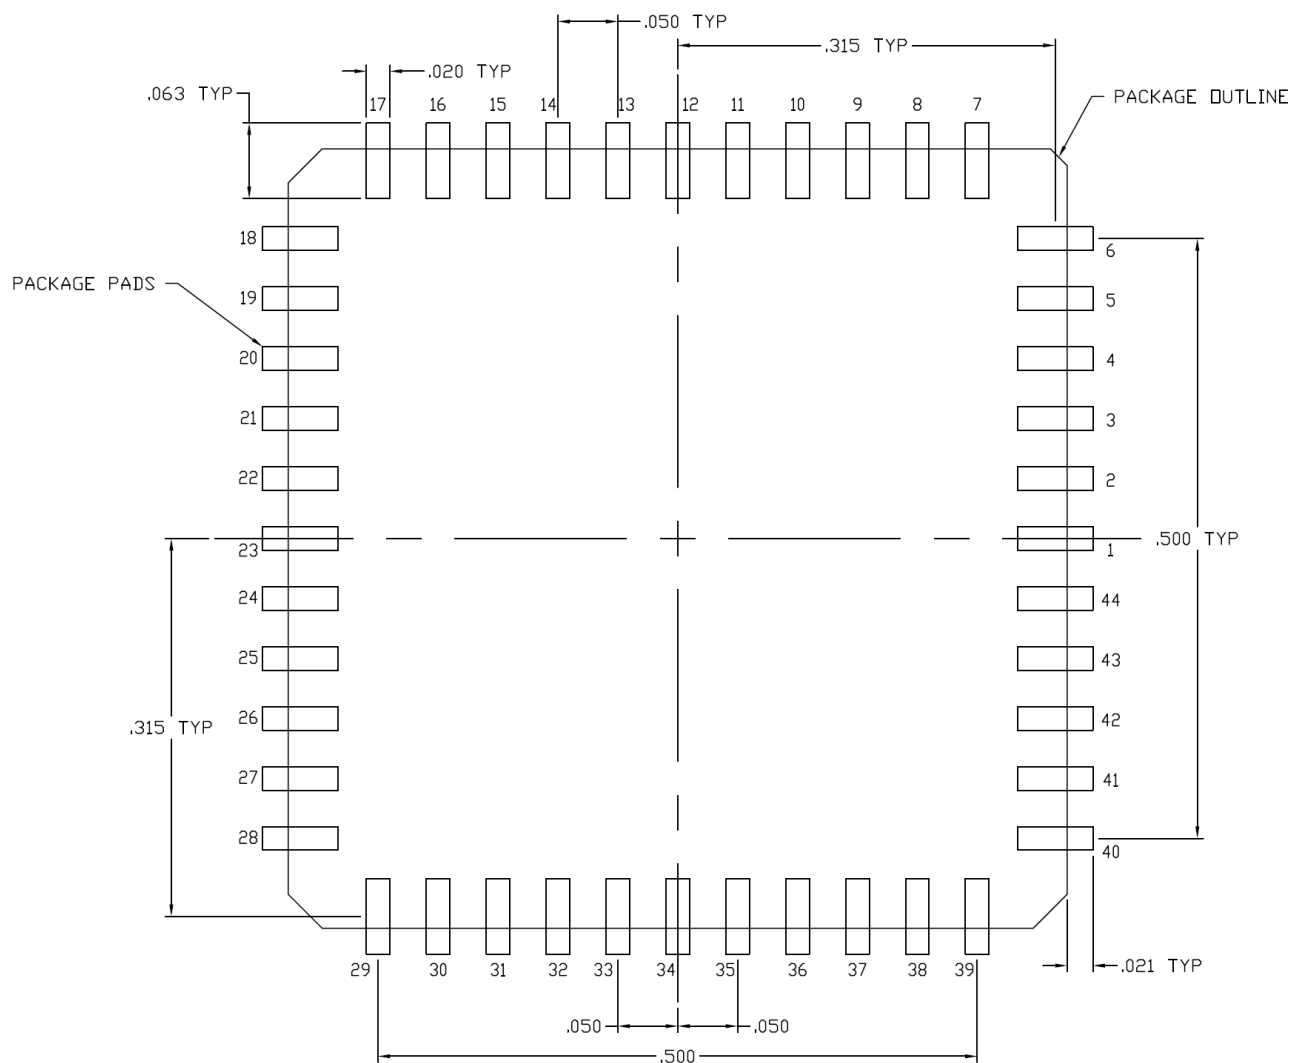 .050 TYP
.315 TYP
.020 TYP
.063 TYP
PACKAGE OUTLINE
17 16 15 14 13 12 11 10 9 8 7
18
6
PACKAGE PADS
19
5
20
4
21
3
22
2
23
1
.500 TYP
24
44
25
43
26
42
.315 TYP
27
41
28
40
29 30 31 32 33 34 35 36 37 38 39
.021 TYP
.050
.050
.500